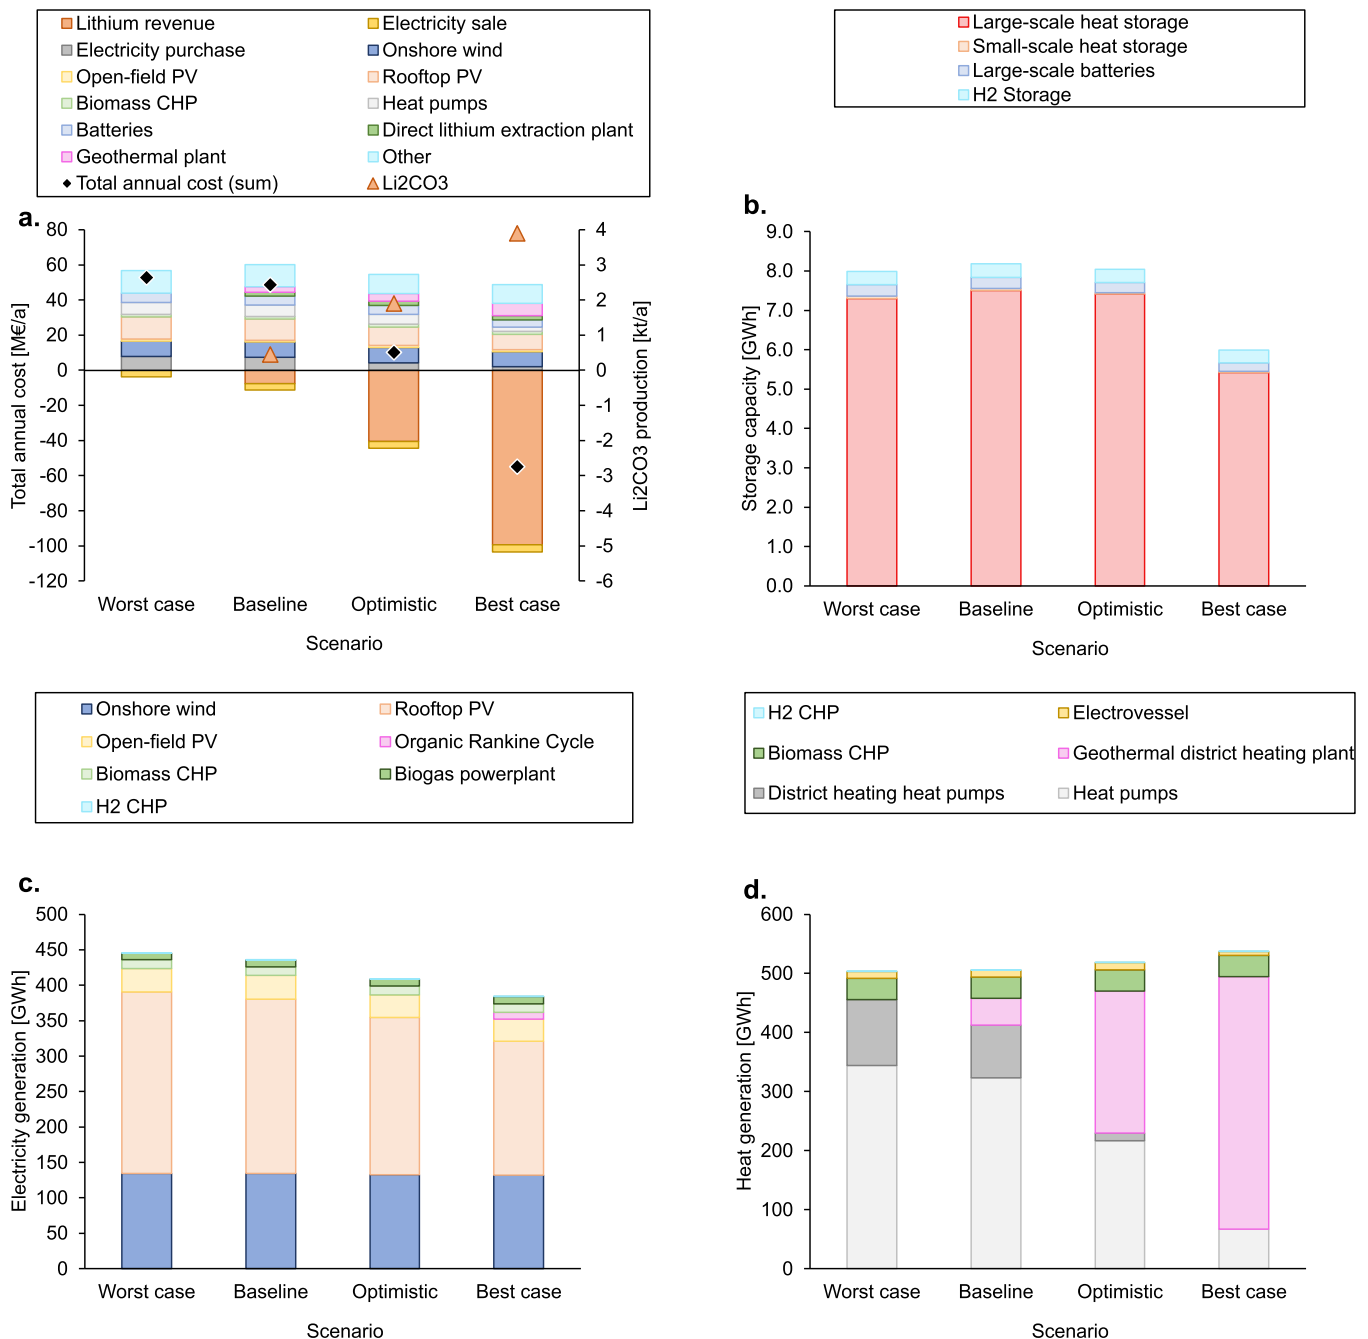 Lithium revenue
Electricity sale
Electricity purchase
Onshore wind
Open-field PV
Rooftop PV
Biomass CHP
Heat pumps
Batteries
Direct lithium extraction plant
Geothermal plant
Other
Total annual cost (sum)
Li2CO3
a.
80
60
40
20
0
-20
-40
-60
-80
-100
-120
Total annual cost [M€/a]
4
3
2
1
0
-1
-2
-3
-4
-5
-6
Li2CO3 production [kt/a]
Worst case
Baseline
Optimistic
Best case
Scenario
Large-scale heat storage
Small-scale heat storage
Large-scale batteries
H2 Storage
b.
9.0
8.0
7.0
6.0
5.0
4.0
3.0
2.0
1.0
0.0
Storage capacity [GWh]
Worst case
Baseline
Optimistic
Best case
Scenario
Onshore wind
Rooftop PV
Open-field PV
Organic Rankine Cycle
Biomass CHP
Biogas powerplant
H2 CHP
c.
500
450
400
350
300
250
200
150
100
50
0
Electricity generation [GWh]
Worst case
Baseline
Optimistic
Best case
Scenario
H2 CHP
Electrovessel
Biomass CHP
Geothermal district heating plant
District heating heat pumps
Heat pumps
d.
600
500
400
300
200
100
0
Heat generation [GWh]
Worst case
Baseline
Optimistic
Best case
Scenario